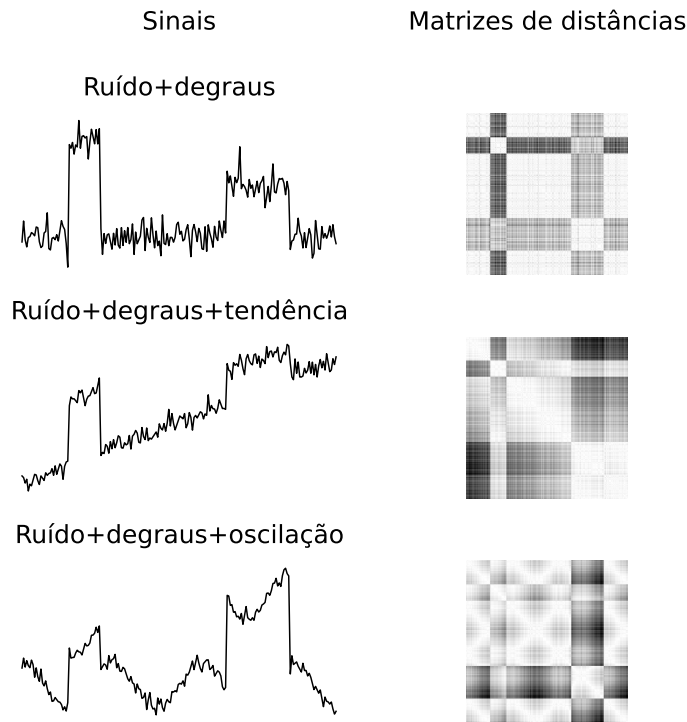 Sinais
Matrizes de distâncias
Ruído+degraus
Ruído+degraus+tendência
Ruído+degraus+oscilação